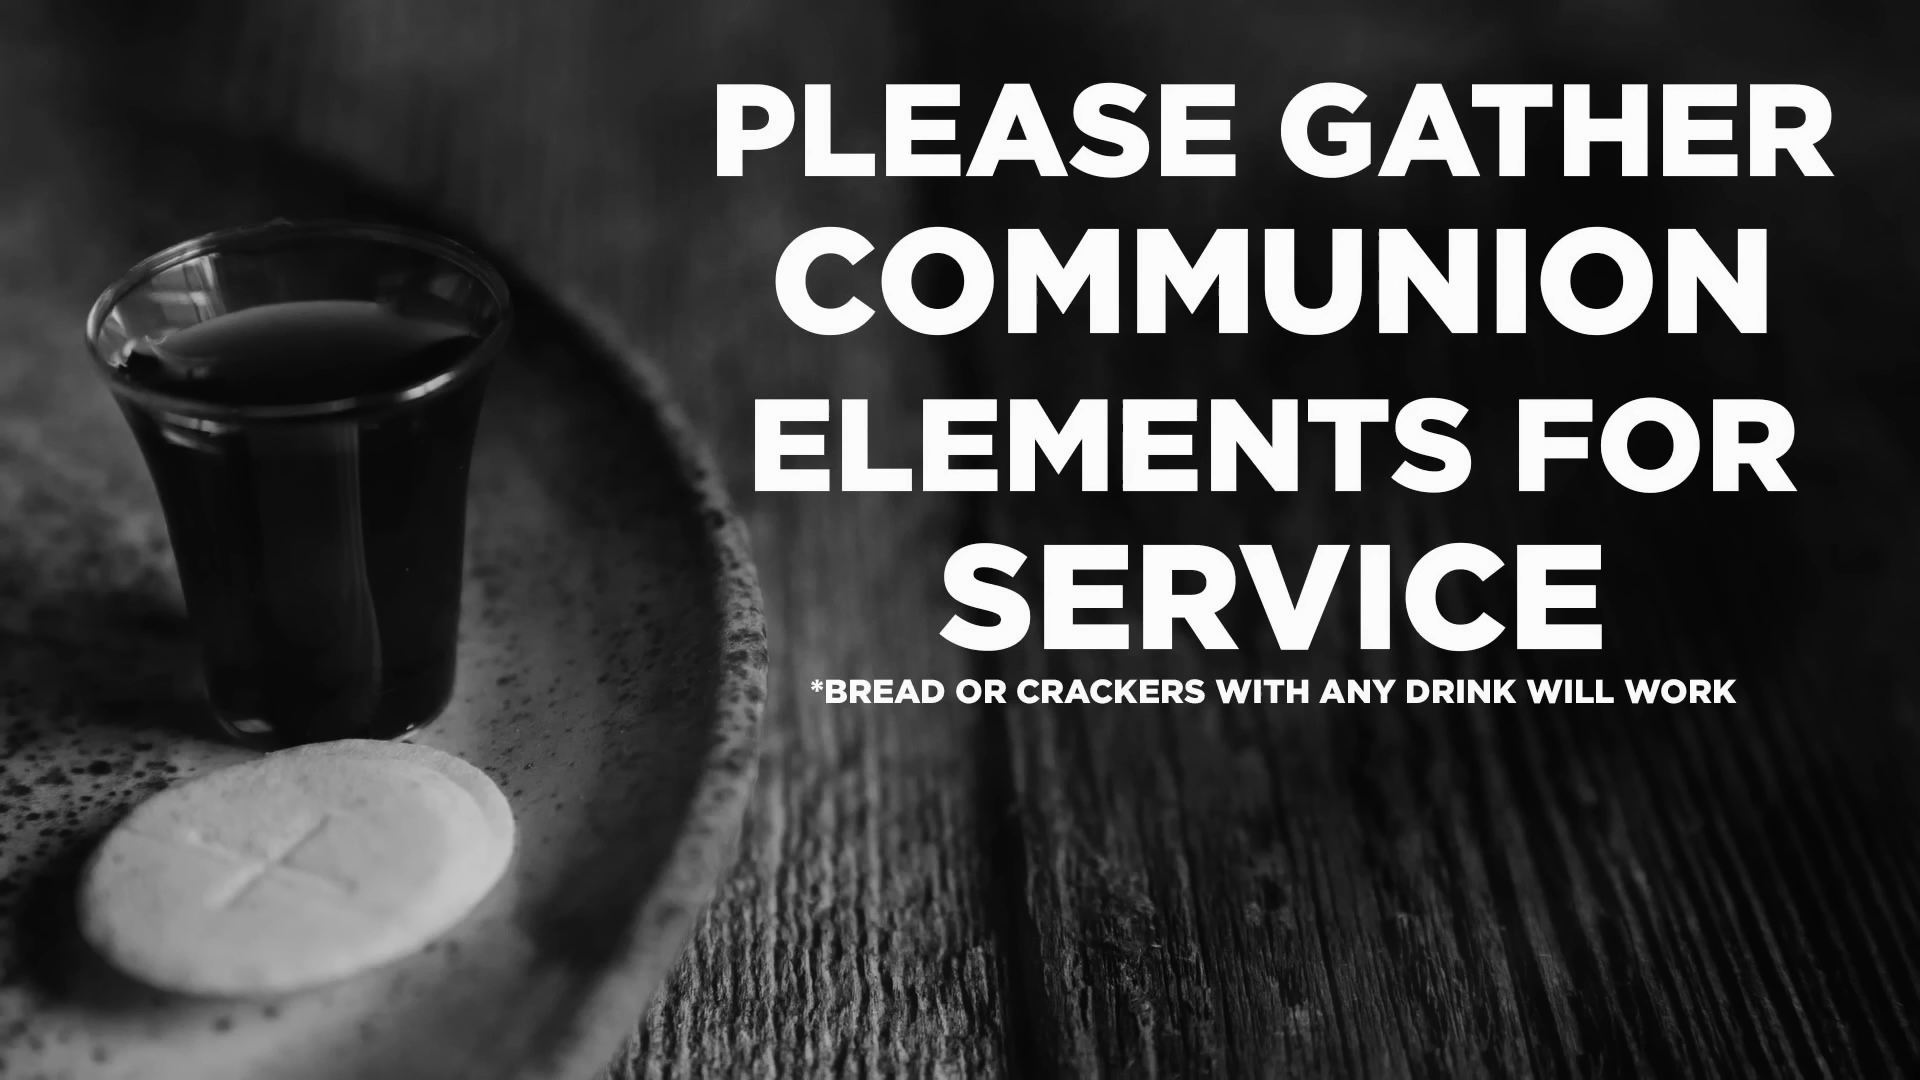 PLEASE GATHER
COMMUNION
ELEMENTS FOR
SERVICE
*BREAD OR CRACKERS WITH ANY DRINK WILL WORK